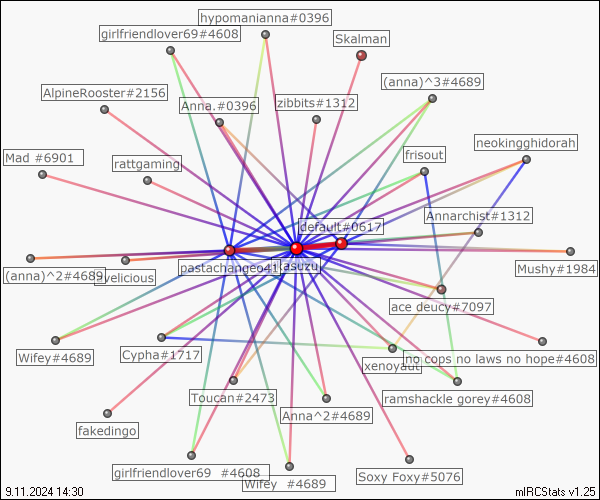 hypomanianna#0396
girlfriendlover69#4608
Skalman
(anna)^3#4689
AlpineRooster#2156
Anna.#0396
zibbits#1312
neokingghidorah
Mad #6901
rattgaming
frisout
Annarchist#1312
default#0617
pastachangeo41
asuzu
(anna)^2#4689
velicious
Mushy#1984
ace deucy#7097
Wifey#4689
Cypha#1717
xenoyaut
no cops no laws no hope#4608
Toucan#2473
Anna^2#4689
ramshackle gorey#4608
fakedingo
girlfriendlover69 #4608
Wifey #4689
Soxy Foxy#5076
9.11.2024 14:30
mIRCStats v1.25